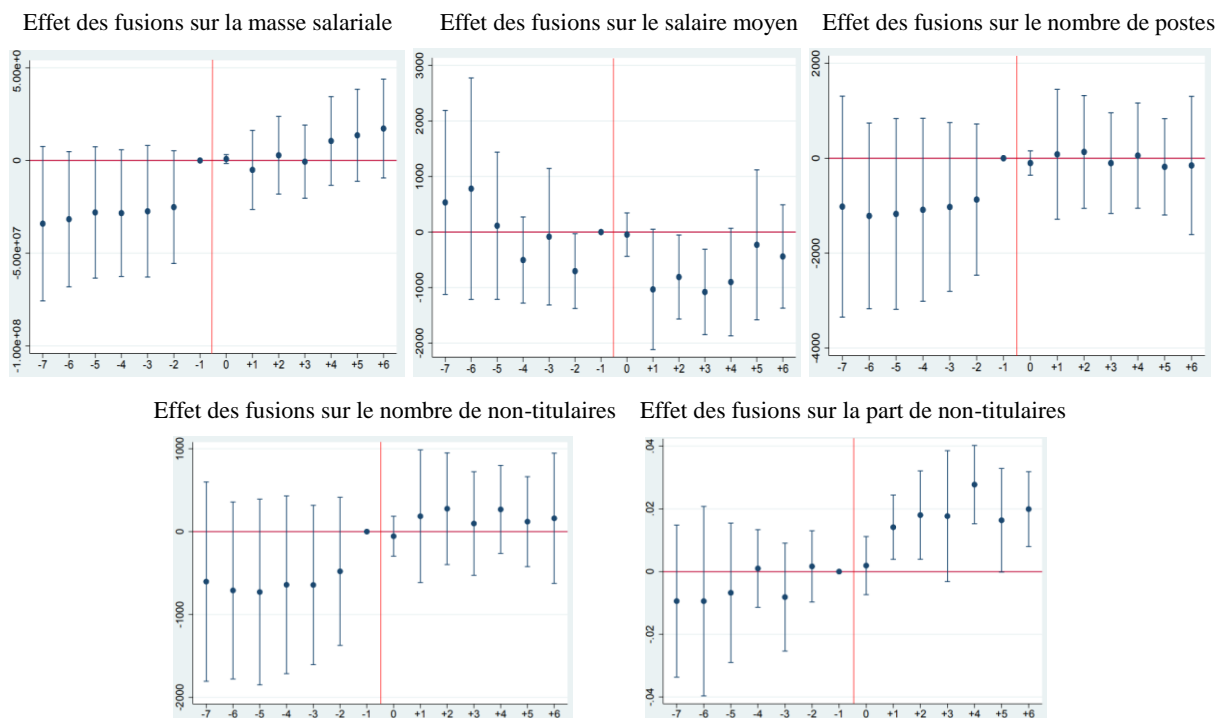 Effet des fusions sur la masse salariale
Effet des fusions sur le salaire moyen
Effet des fusions sur le nombre de postes
5.00e+0
0
-5.00e+07
-1.00e+08
-7 -6 -5 -4 -3 -2 -1 0 +1 +2 +3 +4 +5 +6
3000
2000
1000
0
-1000
-2000
-7 -6 -5 -4 -3 -2 -1 0 +1 +2 +3 +4 +5 +6
2000
0
-2000
-4000
-7 -6 -5 -4 -3 -2 -1 0 +1 +2 +3 +4 +5 +6
Effet des fusions sur le nombre de non-titulaires
Effet des fusions sur la part de non-titulaires
1000
0
-1000
-2000
-7 -6 -5 -4 -3 -2 -1 0 +1 +2 +3 +4 +5 +6
.04
.02
0
-.02
-.04
-7 -6 -5 -4 -3 -2 -1 0 +1 +2 +3 +4 +5 +6